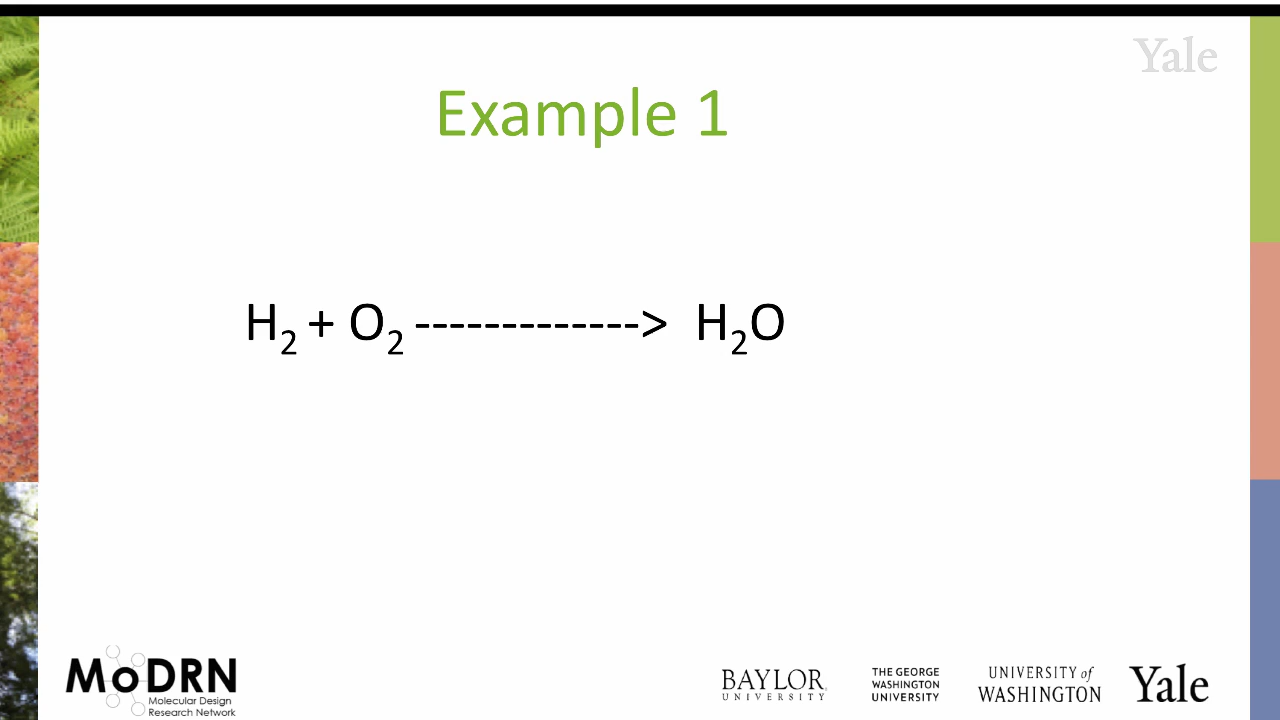 Yale
Example 1
H₂ + O₂ -------------> H₂O
MoDRN
Molecular Design
Research Network
BAYLOR
UNIVERSITY
THE GEORGE
WASHINGTON
UNIVERSITY
UNIVERSITY of
WASHINGTON
Yale